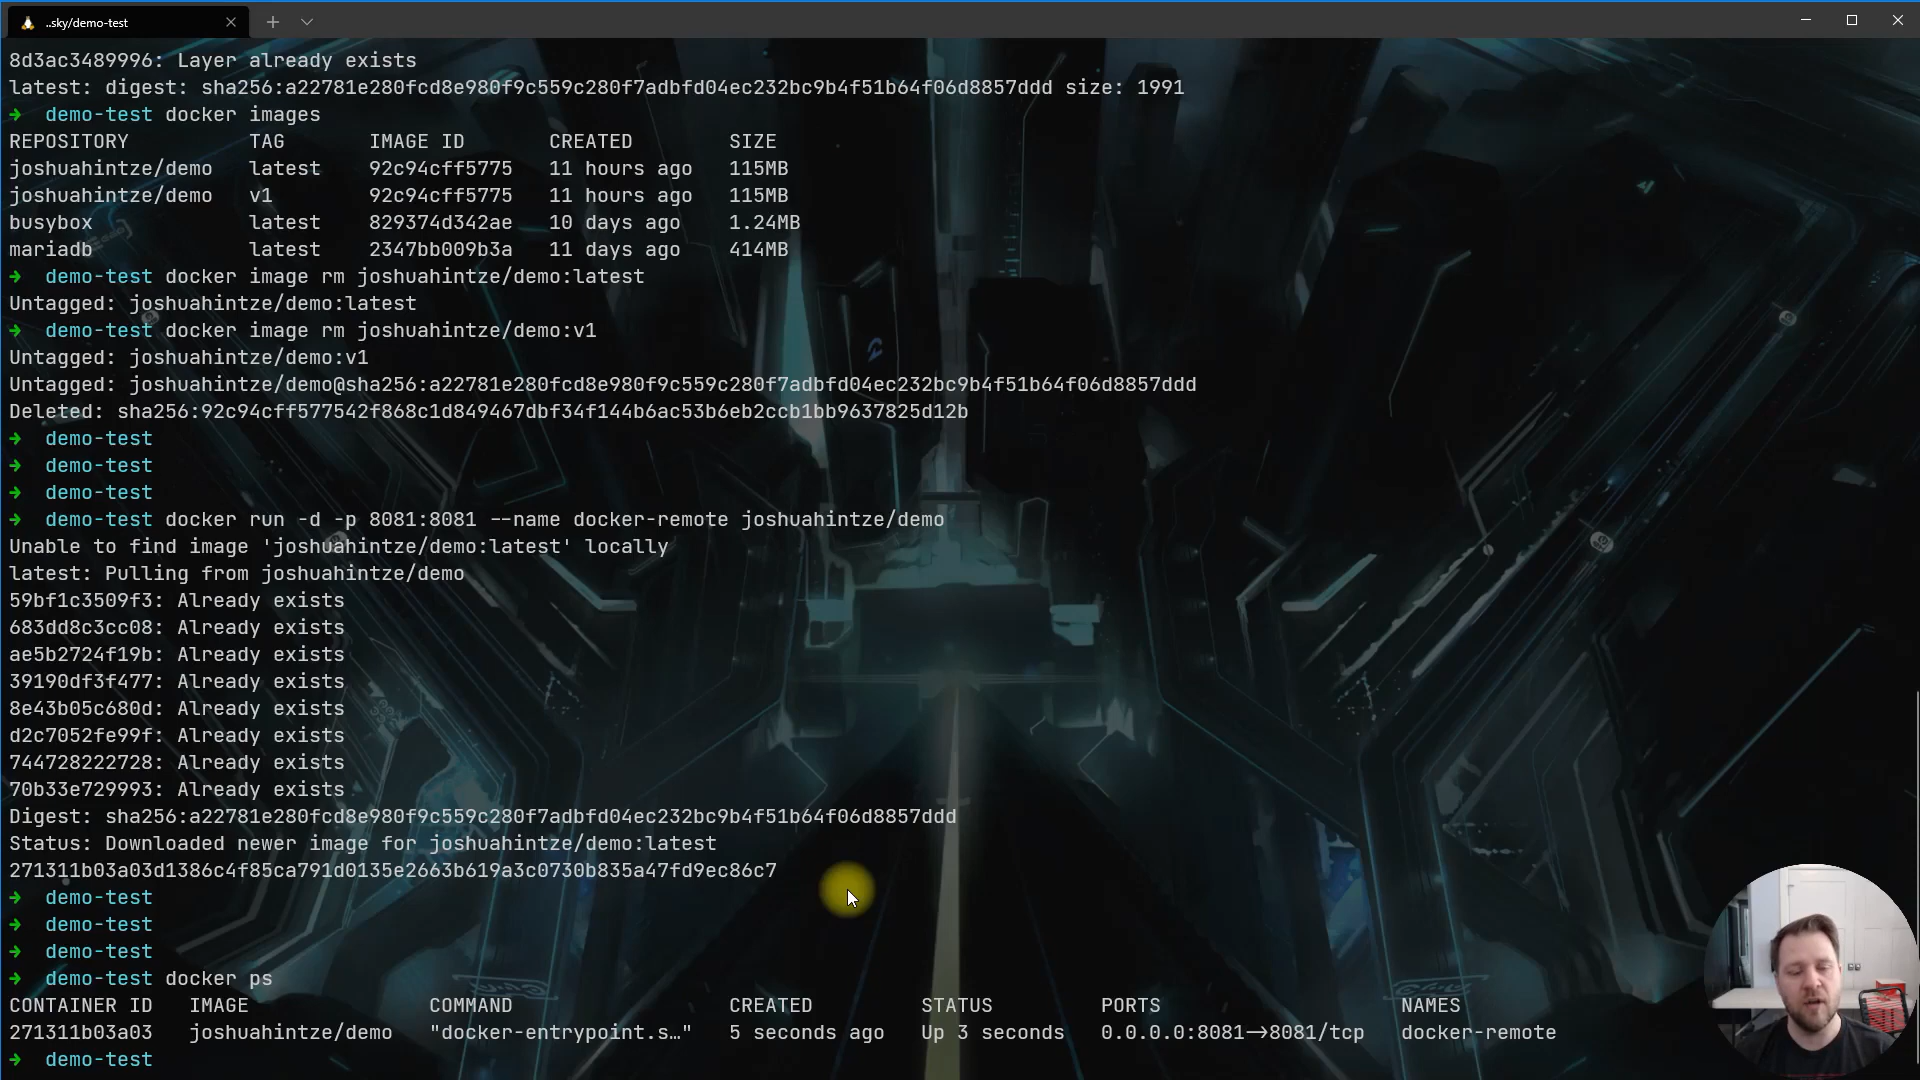 ..sky/demo-test
8d3ac3489996: Layer already exists
latest: digest: sha256:a22781e280fcd8e980f9c559c280f7adbfd04ec232bc9b4f51b64f06d8857ddd size: 1991
➜  demo-test docker images
REPOSITORY          TAG       IMAGE ID       CREATED        SIZE
joshuahintze/demo   latest    92c94cff5775   11 hours ago   115MB
joshuahintze/demo   v1        92c94cff5775   11 hours ago   115MB
busybox             latest    829374d342ae   10 days ago    1.24MB
mariadb             latest    2347bb009b3a   11 days ago    414MB
➜  demo-test docker image rm joshuahintze/demo:latest
Untagged: joshuahintze/demo:latest
➜  demo-test docker image rm joshuahintze/demo:v1
Untagged: joshuahintze/demo:v1
Untagged: joshuahintze/demo@sha256:a22781e280fcd8e980f9c559c280f7adbfd04ec232bc9b4f51b64f06d8857ddd
Deleted: sha256:92c94cff577542f868c1d849467dbf34f144b6ac53b6eb2ccb1bb9637825d12b
➜  demo-test
➜  demo-test
➜  demo-test
➜  demo-test docker run -d -p 8081:8081 --name docker-remote joshuahintze/demo
Unable to find image 'joshuahintze/demo:latest' locally
latest: Pulling from joshuahintze/demo
59bf1c3509f3: Already exists
683dd8c3cc08: Already exists
ae5b2724f19b: Already exists
39190df3f477: Already exists
8e43b05c680d: Already exists
d2c7052fe99f: Already exists
744728222728: Already exists
70b33e729993: Already exists
Digest: sha256:a22781e280fcd8e980f9c559c280f7adbfd04ec232bc9b4f51b64f06d8857ddd
Status: Downloaded newer image for joshuahintze/demo:latest
271311b03a03d1386c4f85ca791d0135e2663b619a3c0730b835a47fd9ec86c7
➜  demo-test
➜  demo-test
➜  demo-test
➜  demo-test docker ps
CONTAINER ID   IMAGE               COMMAND                  CREATED         STATUS         PORTS                    NAMES
271311b03a03   joshuahintze/demo   "docker-entrypoint.s…"   5 seconds ago   Up 3 seconds   0.0.0.0:8081->8081/tcp   docker-remote
➜  demo-test